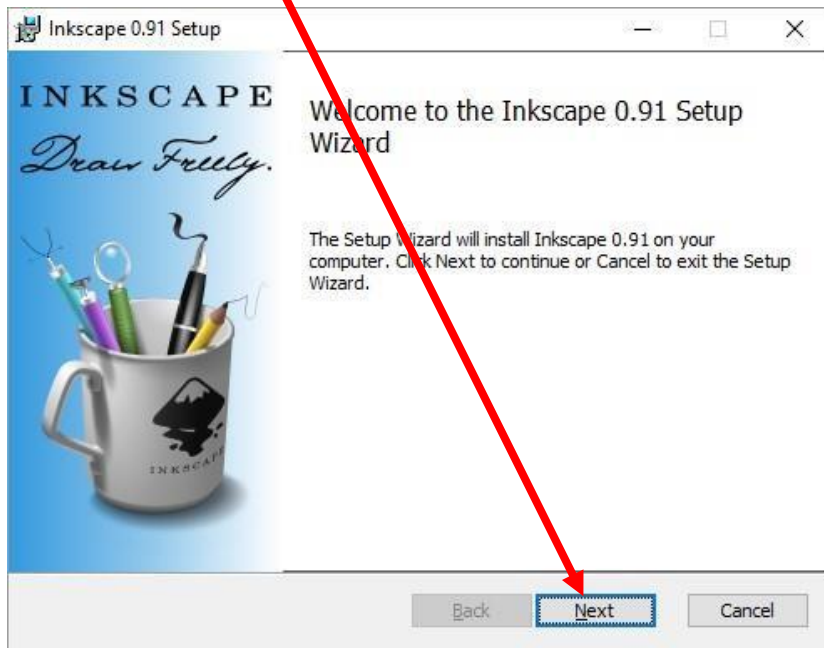 Inkscape 0.91 Setup
INKSCAPE
Draw Freely.
INKSCAPE
Welcome to the Inkscape 0.91 Setup
Wizard
The Setup Wizard will install Inkscape 0.91 on your
computer. Click Next to continue or Cancel to exit the Setup
Wizard.
Back
Next
Cancel